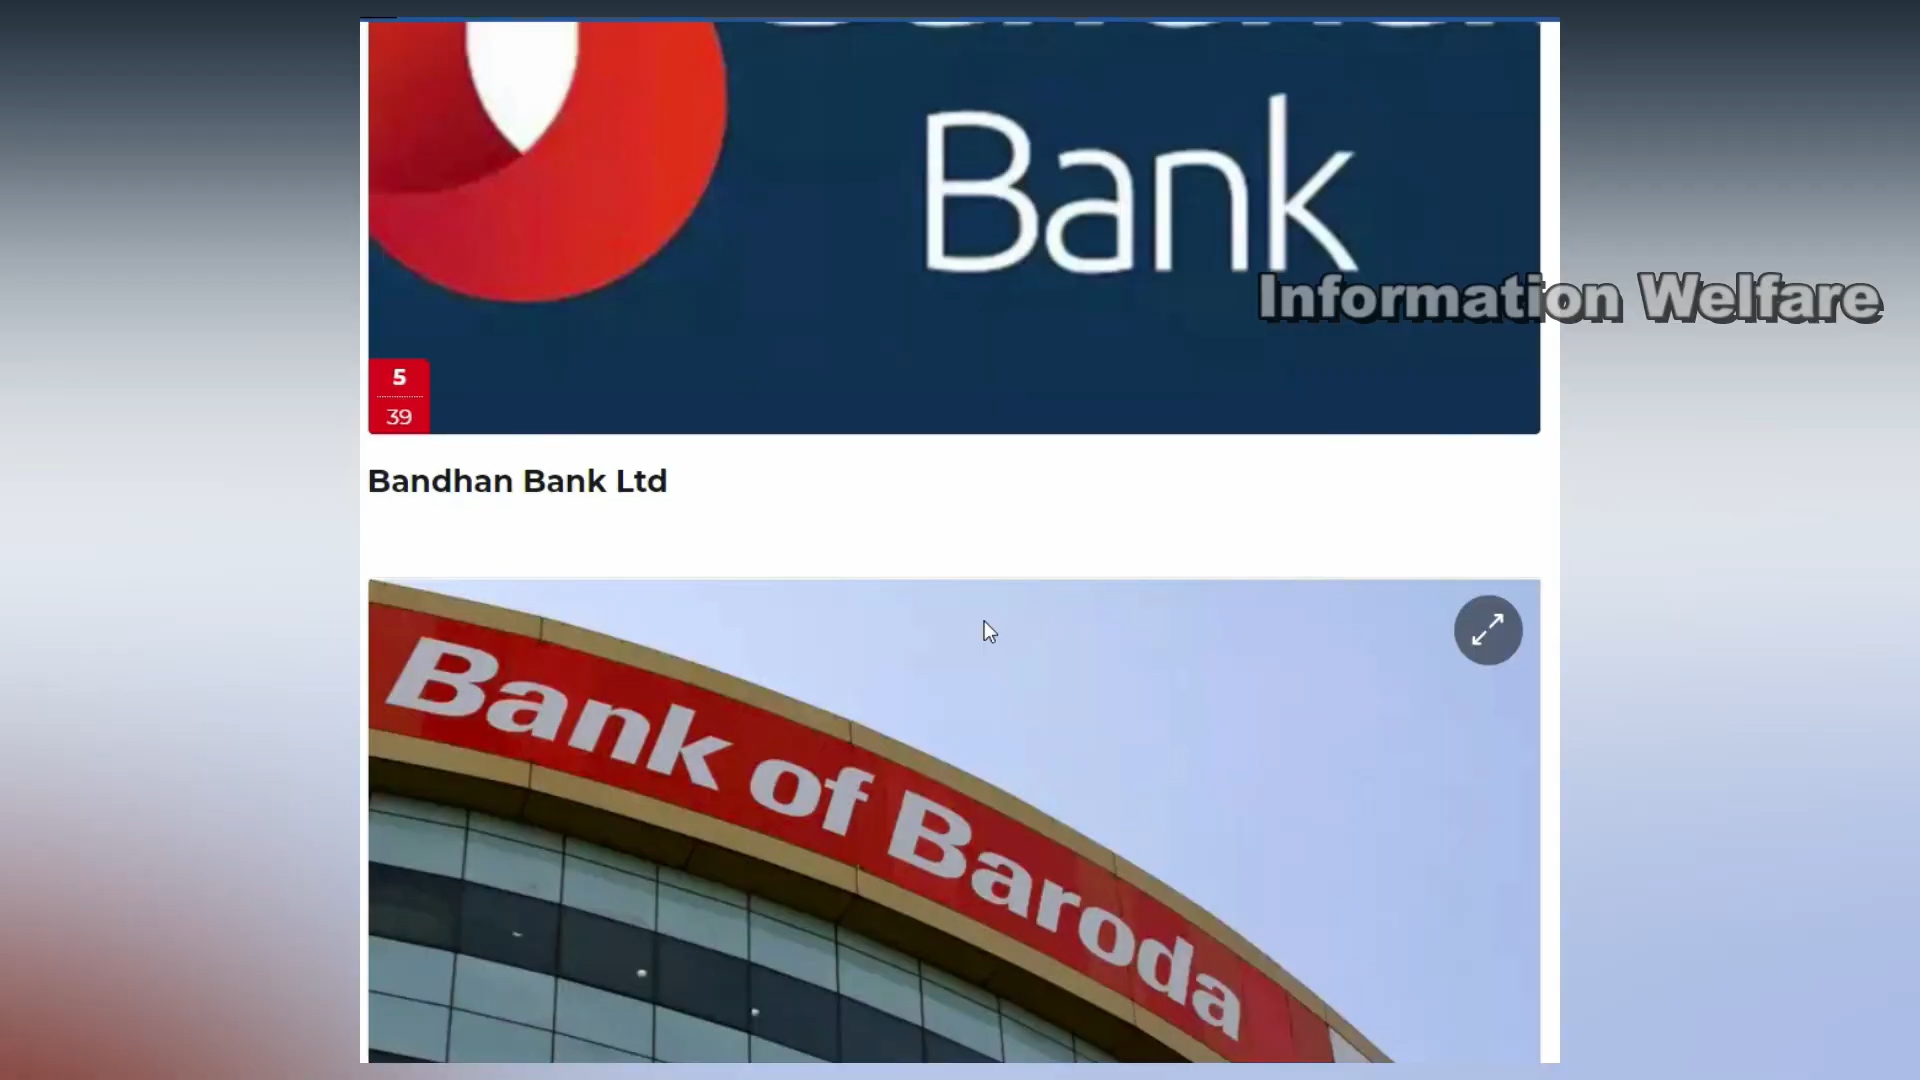 Bank
Information Welfare
5
39
Bandhan Bank Ltd
Bank of Baroda